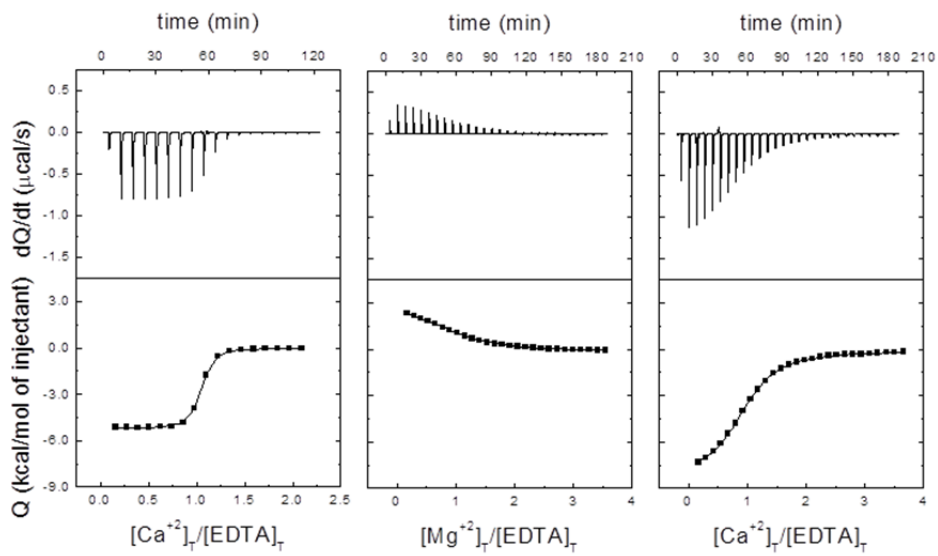 time (min) time (min) time (min)
0 30 60 90 120 0 30 60 90 120 150 180 210 0 30 60 90 120 150 180 210
0.5
0.0
-0.5
-1.0
-1.5
dQ/dt (µcal/s)
3.0
0.0
-3.0
-6.0
-9.0
Q (kcal/mol of injectant)
0.0 0.5 1.0 1.5 2.0 2.5 0 1 2 3 4 0 1 2 3 4
[Ca+2]T/[EDTA]T [Mg+2]T/[EDTA]T [Ca+2]T/[EDTA]T